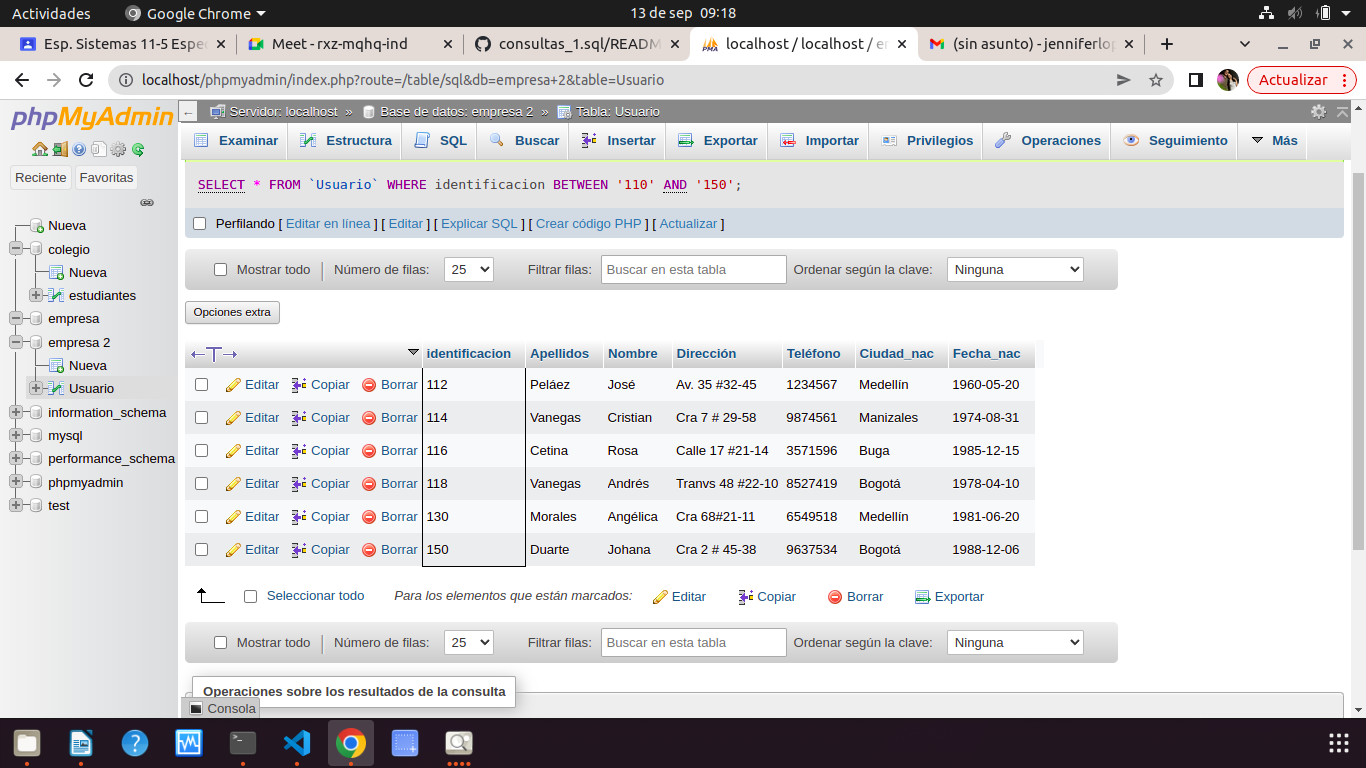 Actividades Google Chrome 13 de sep 09:18
Esp. Sistemas 11-5 Espe Meet - rxz-mqhq-ind consultas_1.sql/READM localhost / localhost / em (sin asunto) - jenniferlop
localhost/phpmyadmin/index.php?route=/table/sql&db=empresa+2&table=Usuario Actualizar
phpMyAdmin
Reciente Favoritas
Nueva
colegio
Nueva
estudiantes
empresa
empresa 2
Nueva
Usuario
information_schema
mysql
performance_schema
phpmyadmin
test
Servidor: localhost » Base de datos: empresa 2 » Tabla: Usuario
Examinar Estructura SQL Buscar Insertar Exportar Importar Privilegios Operaciones Seguimiento Más
SELECT * FROM `Usuario` WHERE identificacion BETWEEN '110' AND '150';
Perfilando [ Editar en línea ] [ Editar ] [ Explicar SQL ] [ Crear código PHP ] [ Actualizar ]
Mostrar todo | Número de filas: 25 Filtrar filas: Buscar en esta tabla Ordenar según la clave: Ninguna
Opciones extra
identificacion Apellidos Nombre Dirección Teléfono Ciudad_nac Fecha_nac
Editar Copiar Borrar 112 Peláez José Av. 35 #32-45 1234567 Medellín 1960-05-20
Editar Copiar Borrar 114 Vanegas Cristian Cra 7 # 29-58 9874561 Manizales 1974-08-31
Editar Copiar Borrar 116 Cetina Rosa Calle 17 #21-14 3571596 Buga 1985-12-15
Editar Copiar Borrar 118 Vanegas Andrés Tranvs 48 #22-10 8527419 Bogotá 1978-04-10
Editar Copiar Borrar 130 Morales Angélica Cra 68#21-11 6549518 Medellín 1981-06-20
Editar Copiar Borrar 150 Duarte Johana Cra 2 # 45-38 9637534 Bogotá 1988-12-06
Seleccionar todo Para los elementos que están marcados: Editar Copiar Borrar Exportar
Mostrar todo | Número de filas: 25 Filtrar filas: Buscar en esta tabla Ordenar según la clave: Ninguna
Operaciones sobre los resultados de la consulta
Consola